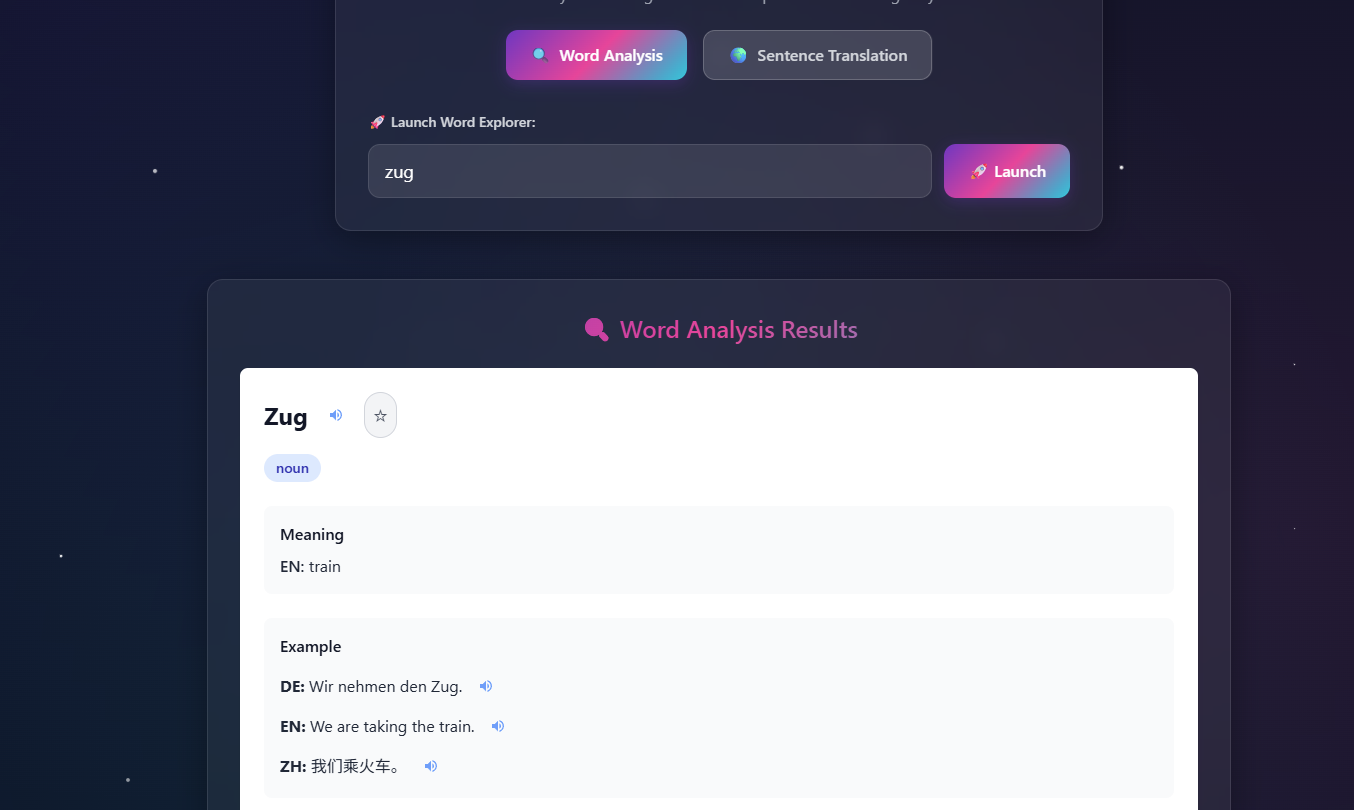 Word Analysis
Sentence Translation
Launch Word Explorer:
zug
Launch
Word Analysis Results
Zug
noun
Meaning
EN: train
Example
DE: Wir nehmen den Zug.
EN: We are taking the train.
ZH: 我们乘火车。